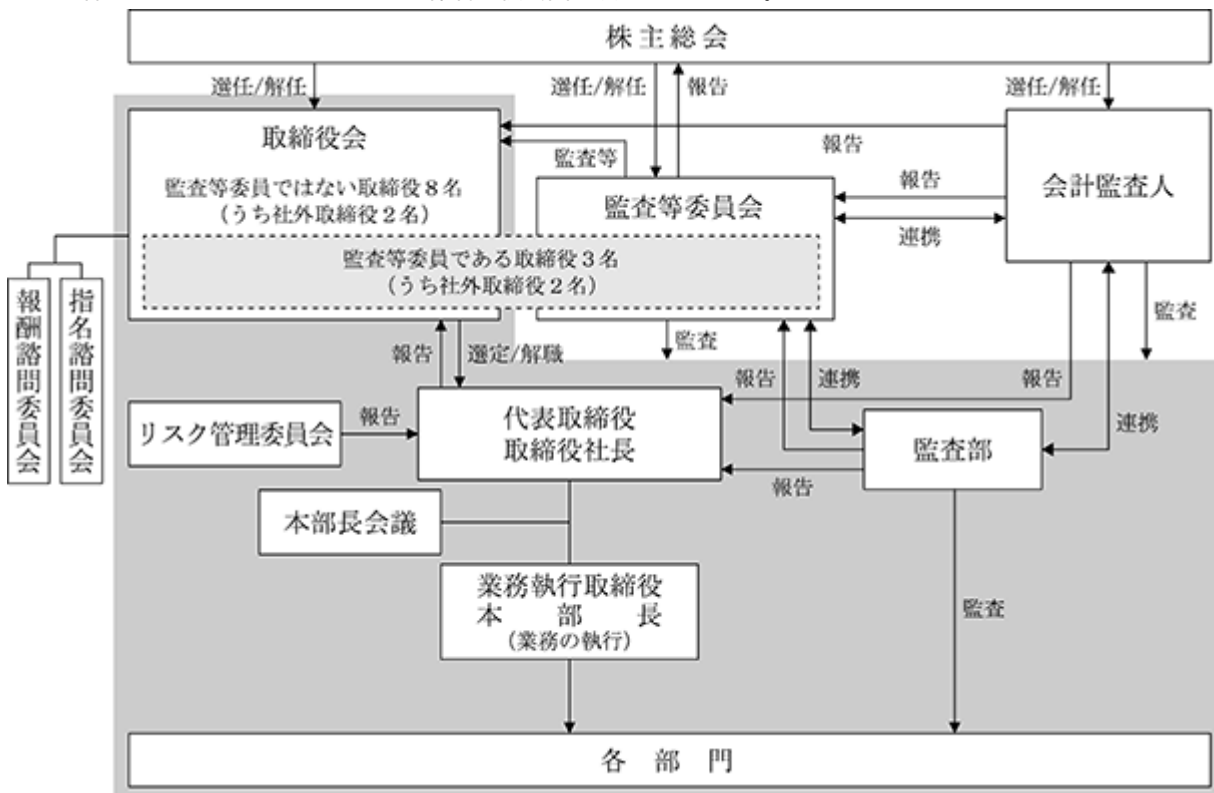 株主総会
選任/解任
選任/解任
報告
選任/解任
取締役会
監査等委員ではない取締役8名
(うち社外取締役2名)
監査等
報告
監査等委員会
報告
連携
会計監査人
監査等委員である取締役3名
(うち社外取締役2名)
報酬諮問委員会
指名諮問委員会
報告
選定/解職
監査
報告
連携
報告
監査
リスク管理委員会
報告
代表取締役
取締役社長
報告
監査部
連携
本部長会議
業務執行取締役
本部長
(業務の執行)
監査
各部門